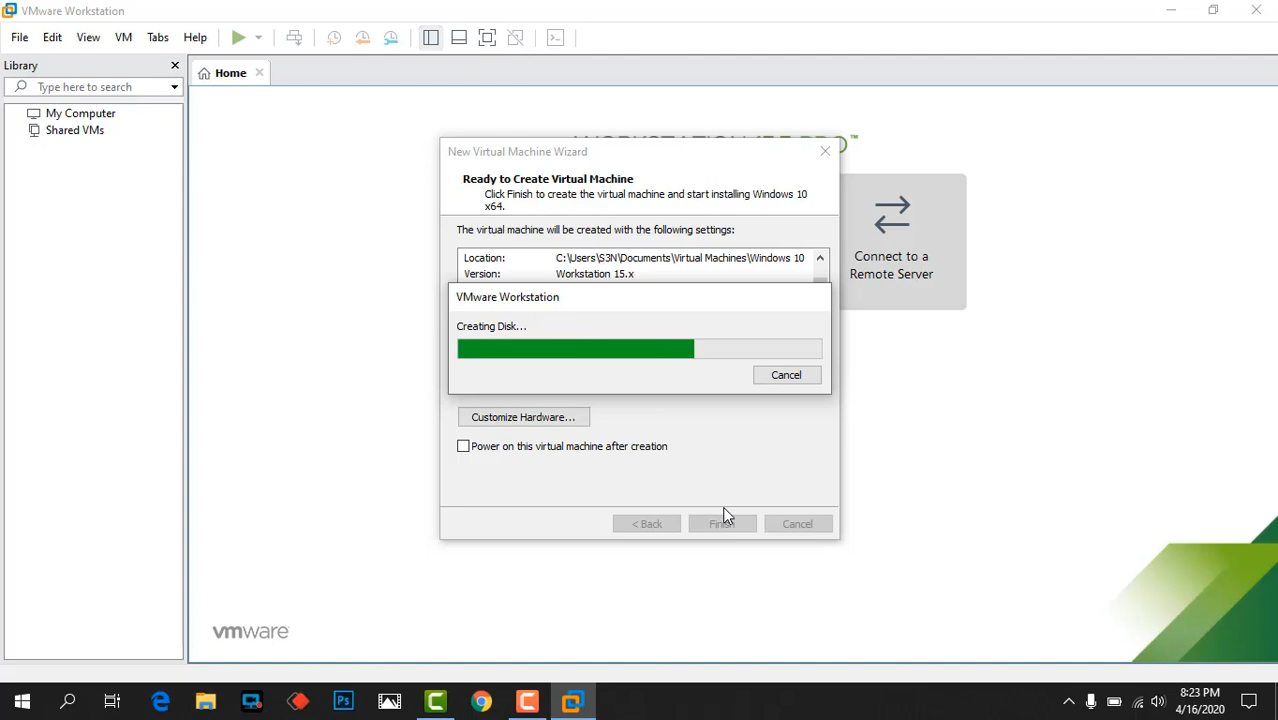 VMware Workstation
File Edit View VM Tabs Help
Library
Type here to search
My Computer
Shared VMs
Home
New Virtual Machine Wizard
Ready to Create Virtual Machine
Click Finish to create the virtual machine and start installing Windows 10
x64.
The virtual machine will be created with the following settings:
Location: C:\Users\S3N\Documents\Virtual Machines\Windows 10
Version: Workstation 15.x
VMware Workstation
Creating Disk...
Cancel
Customize Hardware...
Power on this virtual machine after creation
< Back Finish Cancel
Connect to a
Remote Server
vmware
8:23 PM
4/16/2020